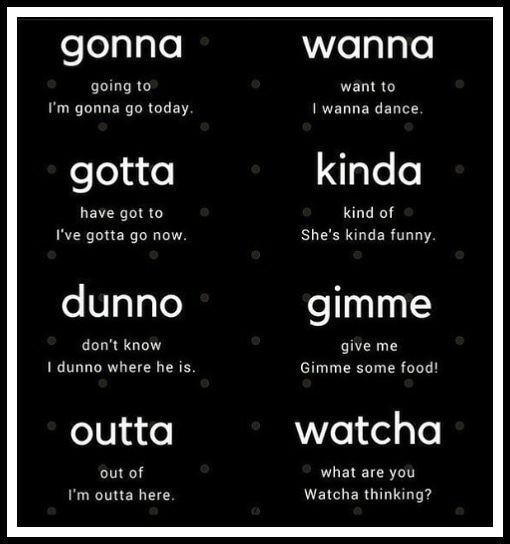 gonna
going to
I'm gonna go today.
wanna
want to
I wanna dance.
gotta
have got to
I've gotta go now.
kinda
kind of
She's kinda funny.
dunno
don't know
I dunno where he is.
gimme
give me
Gimme some food!
outta
out of
I'm outta here.
watcha
what are you
Watcha thinking?